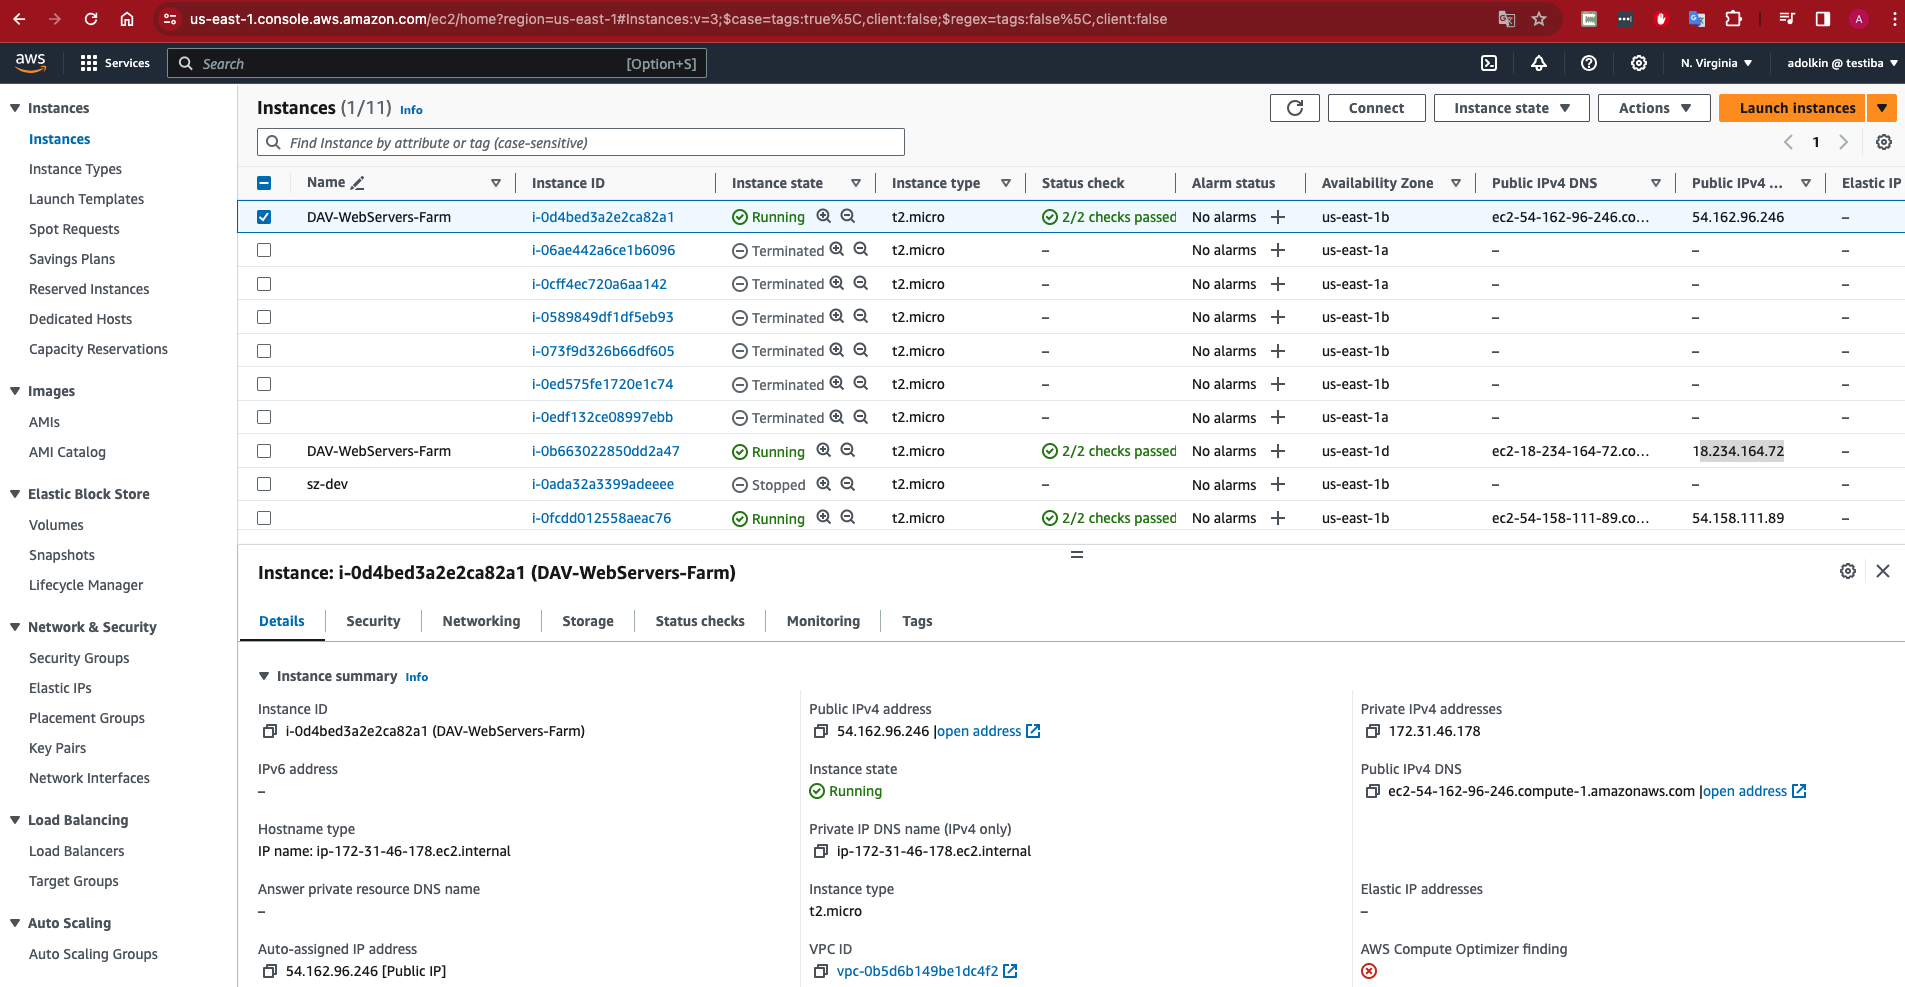 us-east-1.console.aws.amazon.com/ec2/home?region=us-east-1#Instances:v=3;$case=tags:true%5C,client:false;$regex=tags:false%5C,client:false
A
aws Services Search [Option+S] N. Virginia ▼ adolkin @ testiba ▼
Instances
Instances
Instance Types
Launch Templates
Spot Requests
Savings Plans
Reserved Instances
Dedicated Hosts
Capacity Reservations
Images
AMIs
AMI Catalog
Elastic Block Store
Volumes
Snapshots
Lifecycle Manager
Network & Security
Security Groups
Elastic IPs
Placement Groups
Key Pairs
Network Interfaces
Load Balancing
Load Balancers
Target Groups
Auto Scaling
Auto Scaling Groups
Instances (1/11) Info
Connect Instance state Actions Launch instances
Find Instance by attribute or tag (case-sensitive)
1
Name Instance ID Instance state Instance type Status check Alarm status Availability Zone Public IPv4 DNS Public IPv4 ... Elastic IP
DAV-WebServers-Farm i-0d4bed3a2e2ca82a1 Running t2.micro 2/2 checks passed No alarms + us-east-1b ec2-54-162-96-246.co... 54.162.96.246 –
i-06ae442a6ce1b6096 Terminated t2.micro – No alarms + us-east-1a – – –
i-0cff4ec720a6aa142 Terminated t2.micro – No alarms + us-east-1a – – –
i-0589849df1df5eb93 Terminated t2.micro – No alarms + us-east-1b – – –
i-073f9d326b66df605 Terminated t2.micro – No alarms + us-east-1b – – –
i-0ed575fe1720e1c74 Terminated t2.micro – No alarms + us-east-1b – – –
i-0edf132ce08997ebb Terminated t2.micro – No alarms + us-east-1a – – –
DAV-WebServers-Farm i-0b663022850dd2a47 Running t2.micro 2/2 checks passed No alarms + us-east-1d ec2-18-234-164-72.co... 18.234.164.72 –
sz-dev i-0ada32a3399adeeee Stopped t2.micro – No alarms + us-east-1b – – –
i-0fcdd012558aeac76 Running t2.micro 2/2 checks passed No alarms + us-east-1b ec2-54-158-111-89.co... 54.158.111.89 –
Instance: i-0d4bed3a2e2ca82a1 (DAV-WebServers-Farm)
Details Security Networking Storage Status checks Monitoring Tags
Instance summary Info
Instance ID
i-0d4bed3a2e2ca82a1 (DAV-WebServers-Farm)
Public IPv4 address
54.162.96.246 |open address
Private IPv4 addresses
172.31.46.178
IPv6 address
–
Instance state
Running
Public IPv4 DNS
ec2-54-162-96-246.compute-1.amazonaws.com |open address
Hostname type
IP name: ip-172-31-46-178.ec2.internal
Private IP DNS name (IPv4 only)
ip-172-31-46-178.ec2.internal
Answer private resource DNS name
–
Instance type
t2.micro
Elastic IP addresses
–
Auto-assigned IP address
54.162.96.246 [Public IP]
VPC ID
vpc-0b5d6b149be1dc4f2
AWS Compute Optimizer finding